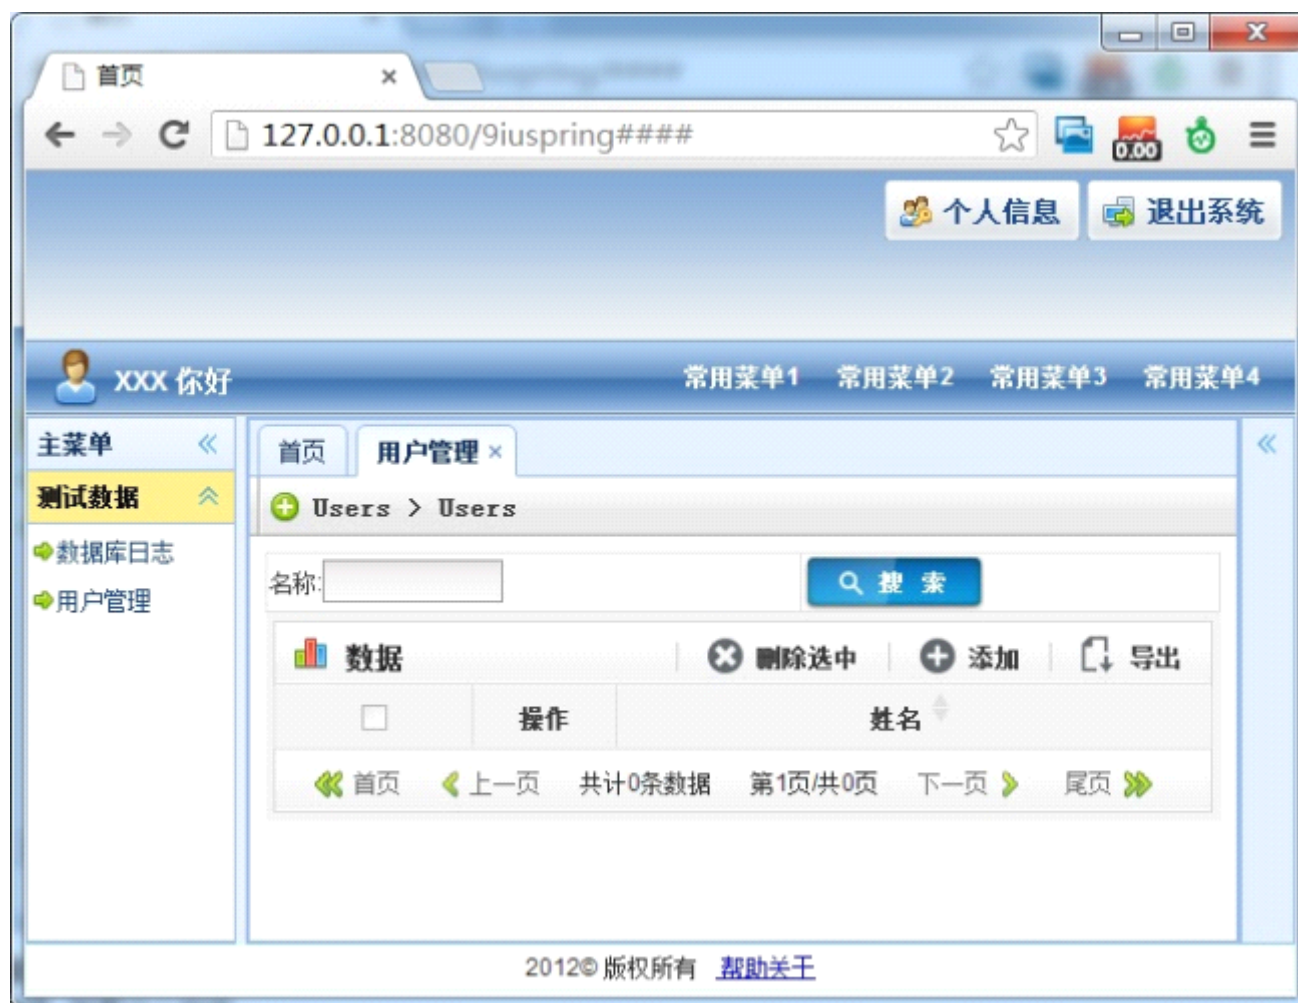 首页
127.0.0.1:8080/9iuspring####
0.00
个人信息 退出系统
XXX 你好 常用菜单1 常用菜单2 常用菜单3 常用菜单4
主菜单
首页 用户管理
测试数据
Users > Users
数据库日志
用户管理
名称: 搜 索
数据 删除选中 添加 导出
操作 姓名
首页 上一页 共计0条数据 第1页/共0页 下一页 尾页
2012© 版权所有 帮助关于